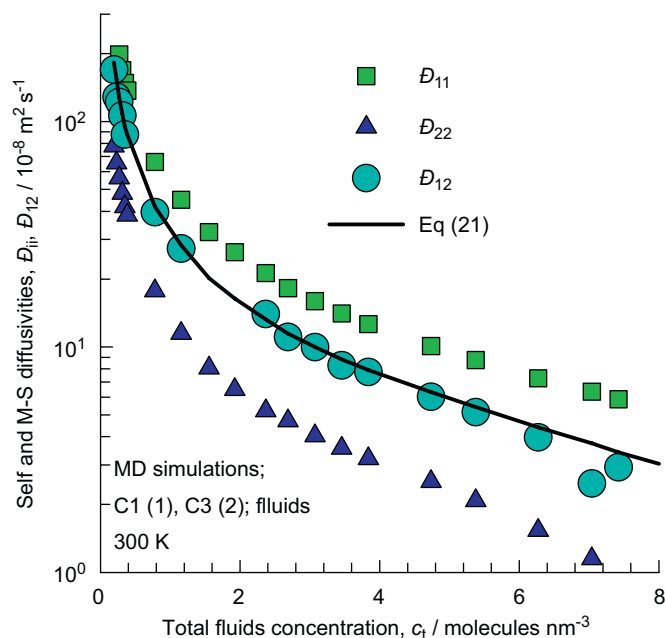 Self and M-S diffusivities, Đii, Đ12 / 10-8 m2 s-1
10²
10¹
10⁰
Đ₁₁
Đ₂₂
Đ₁₂
Eq (21)
MD simulations;
C1 (1), C3 (2); flluids
300 K
0 2 4 6 8
Total fluids concentration, cₜ / molecules nm⁻³